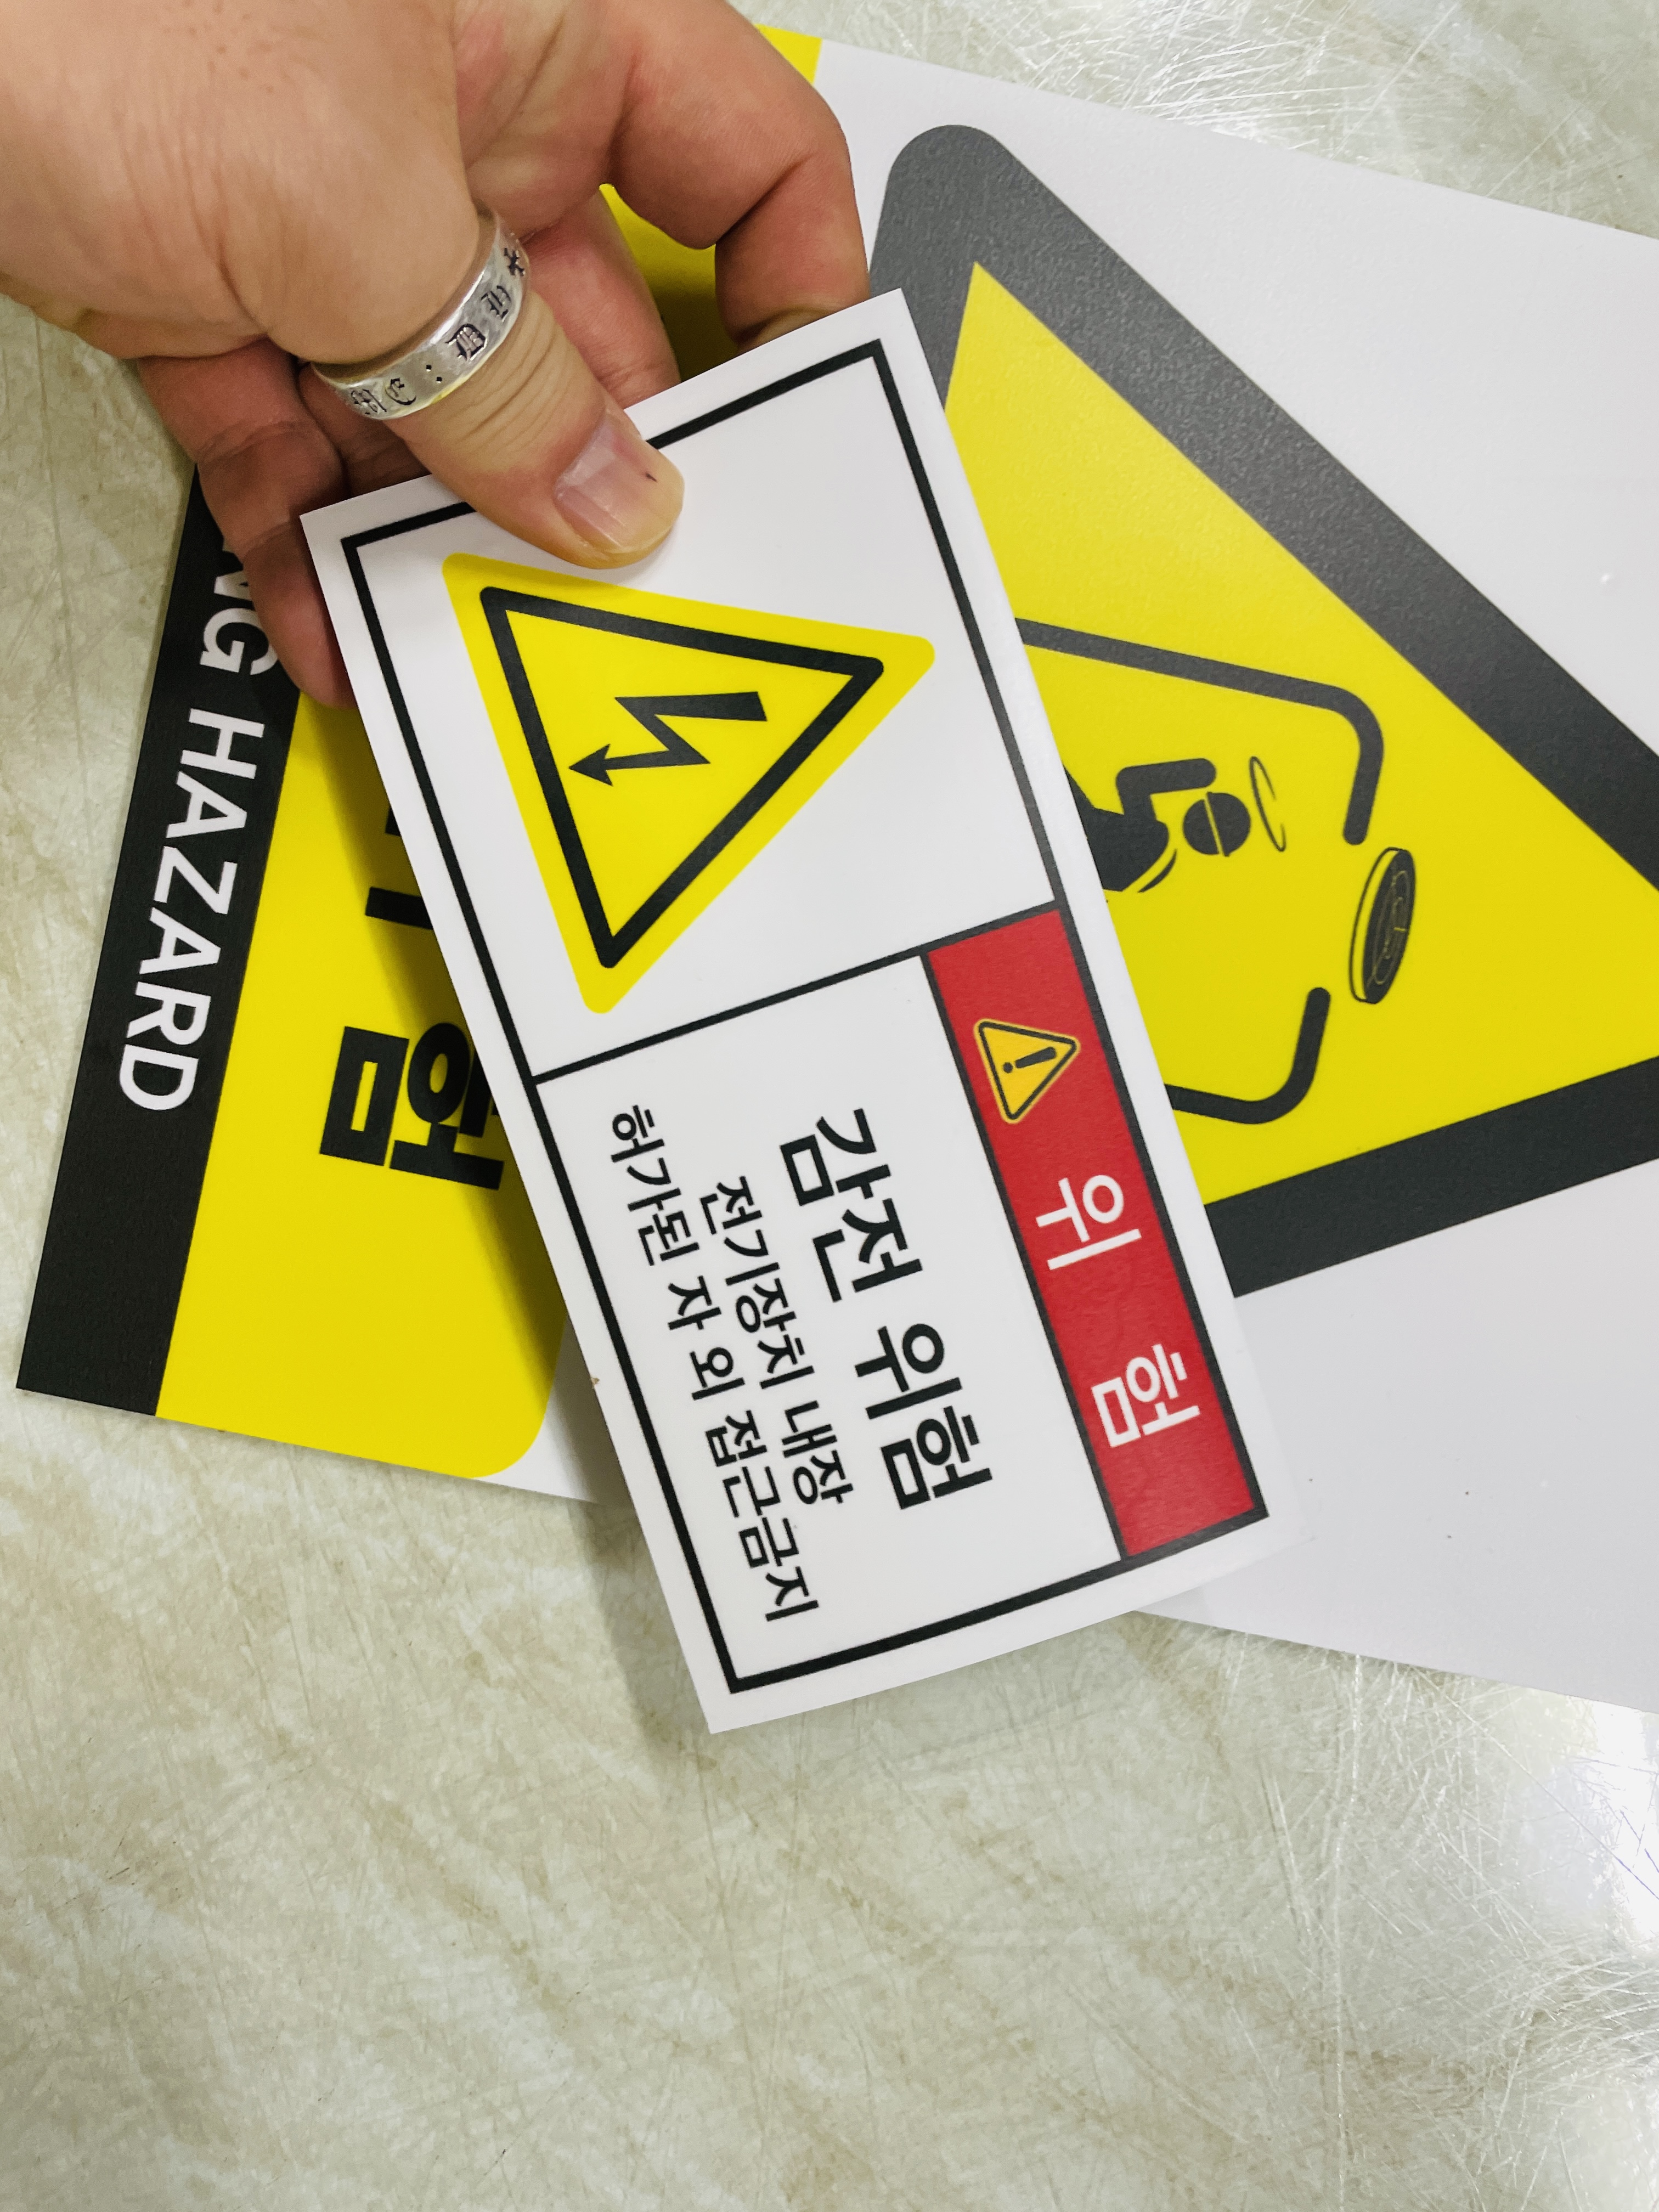 위험
감전 위험
전기장치 내장
허가된 자 외 접근금지
험
HAZARD